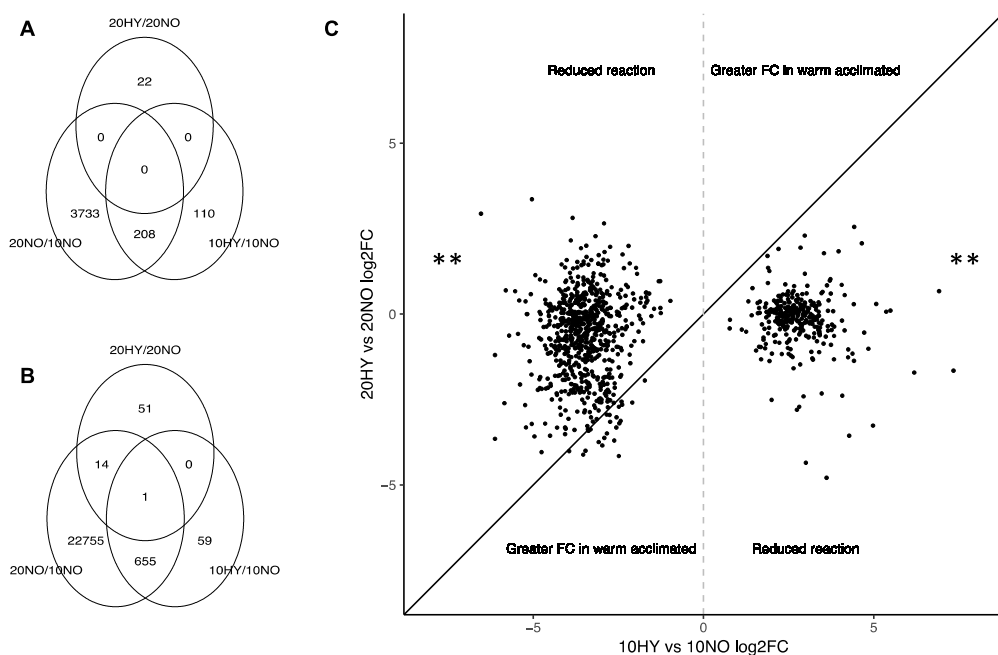 A
20HY/20NO
22
0
0
0
3733
208
110
20NO/10NO
10HY/10NO
B
20HY/20NO
51
14
0
1
22755
655
59
20NO/10NO
10HY/10NO
C
Reduced reaction
Greater FC in warm acclimated
**
**
Greater FC in warm acclimated
Reduced reaction
5
0
−5
20HY vs 20NO log2FC
−5
0
5
10HY vs 10NO log2FC